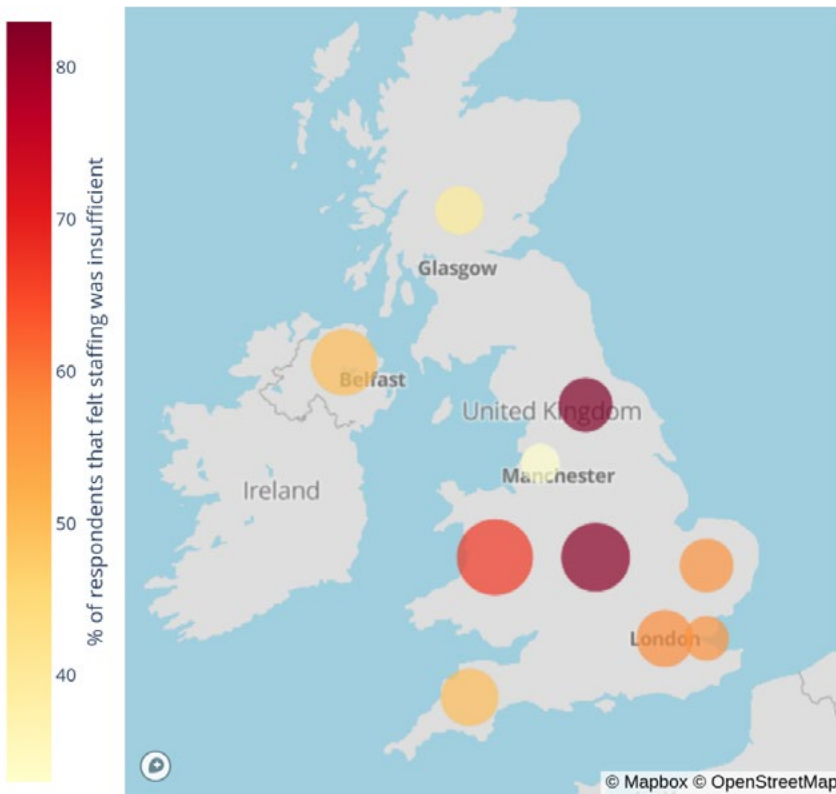 80
70
60
50
40
% of respondents that felt staffing was insufficient
Glasgow
Belfast
United Kingdom
Manchester
Ireland
London
© Mapbox © OpenStreetMap